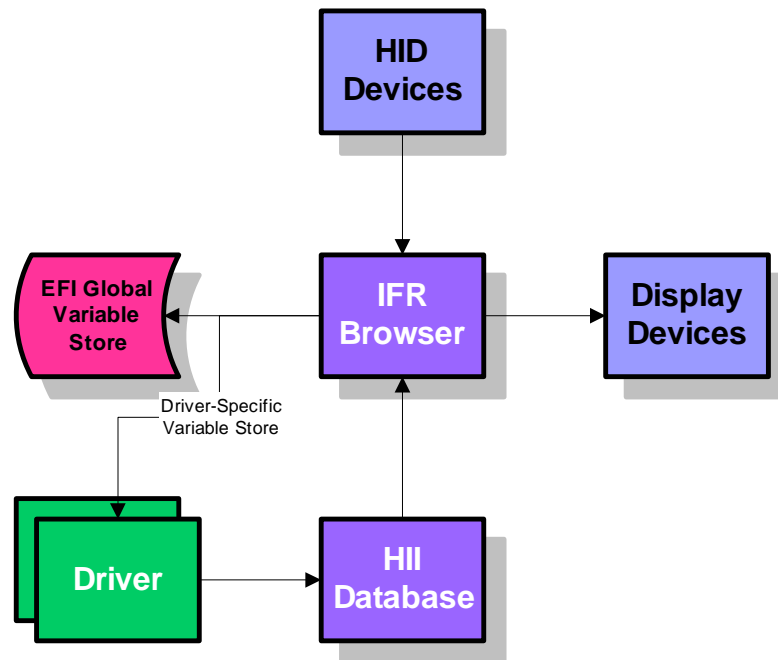 HID
Devices
EFI Global
Variable
Store
IFR
Browser
Display
Devices
Driver-Specific
Variable Store
Driver
HII
Database